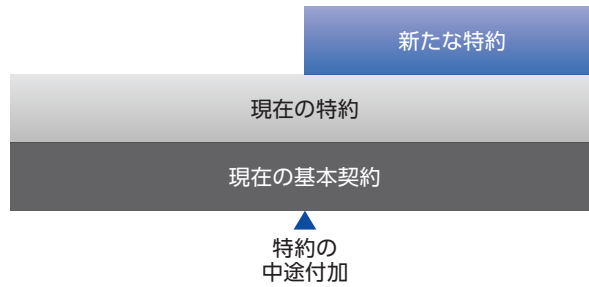 新たな特約
現在の特約
現在の基本契約
特約の
中途付加